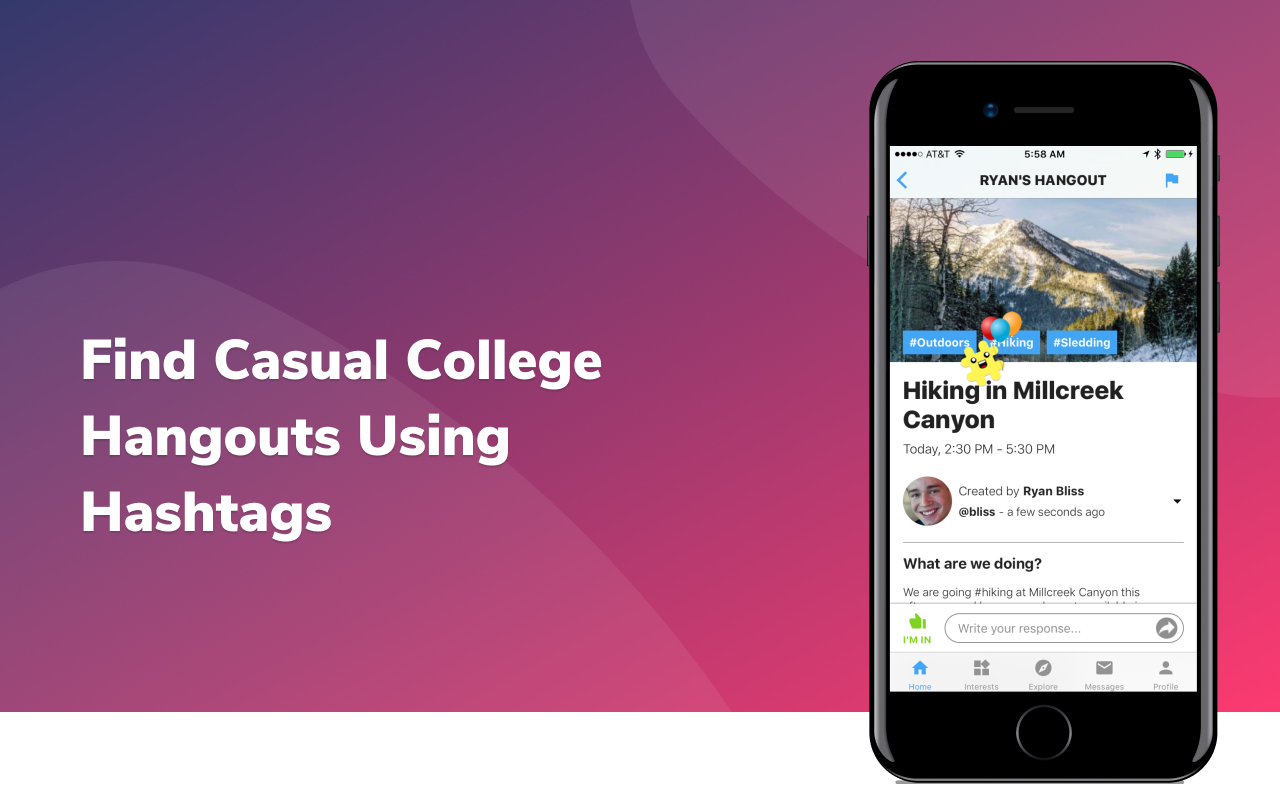 Find Casual College
Hangouts Using
Hashtags
AT&T 5:58 AM
RYAN'S HANGOUT
#Outdoors #Hiking #Sledding
Hiking in Millcreek
Canyon
Today, 2:30 PM - 5:30 PM
Created by Ryan Bliss
@bliss - a few seconds ago
What are we doing?
We are going #hiking at Millcreek Canyon this
I'M IN Write your response...
Home Interests Explore Messages Profile